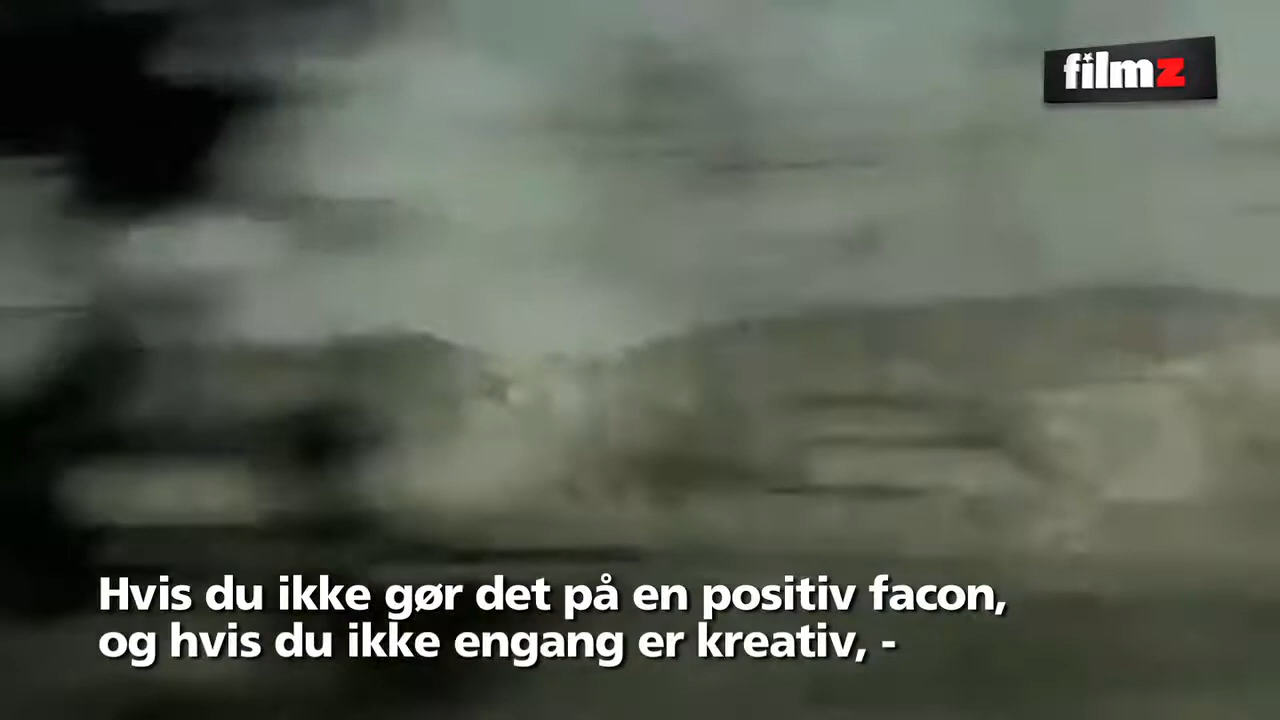 filmz
Hvis du ikke gør det på en positiv facon,
og hvis du ikke engang er kreativ, -